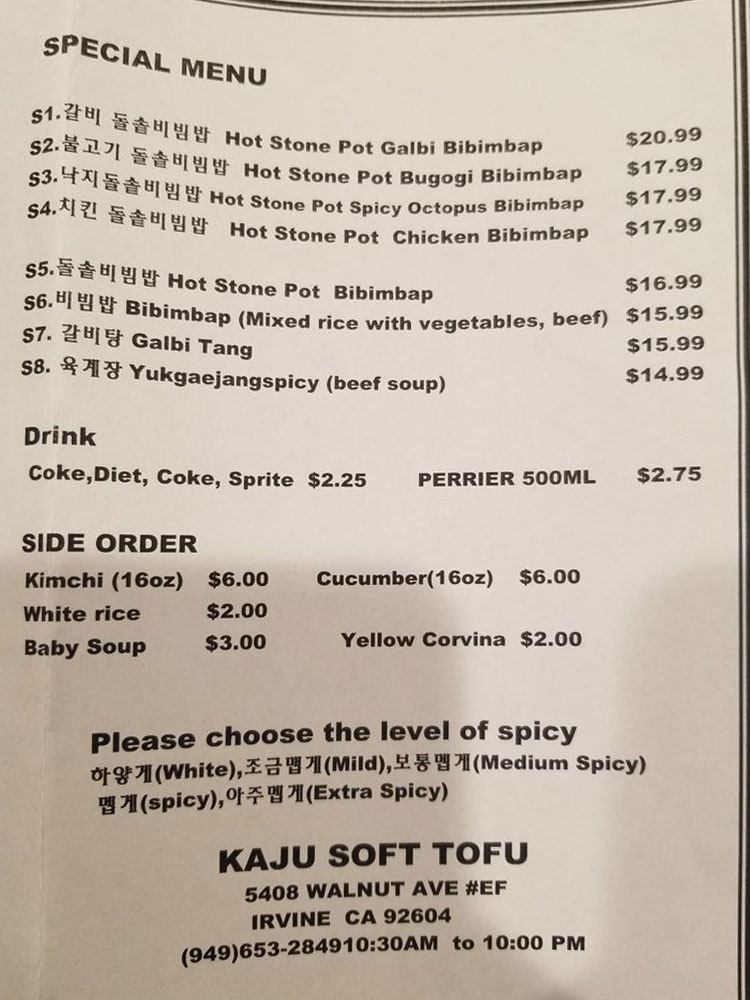 SPECIAL MENU
S1.갈비 돌솥비빔밥 Hot Stone Pot Galbi Bibimbap $20.99
S2.불고기 돌솥비빔밥 Hot Stone Pot Bugogi Bibimbap $17.99
S3.낙지돌솥비빔밥 Hot Stone Pot Spicy Octopus Bibimbap $17.99
S4.치킨 돌솥비빔밥 Hot Stone Pot Chicken Bibimbap $17.99
S5.돌솥비빔밥 Hot Stone Pot Bibimbap $16.99
S6.비빔밥 Bibimbap (Mixed rice with vegetables, beef) $15.99
S7. 갈비탕 Galbi Tang $15.99
S8. 육계장 Yukgaejangspicy (beef soup) $14.99
Drink
Coke,Diet, Coke, Sprite $2.25 PERRIER 500ML $2.75
SIDE ORDER
Kimchi (16oz) $6.00 Cucumber(16oz) $6.00
White rice $2.00
Baby Soup $3.00 Yellow Corvina $2.00
Please choose the level of spicy
하얗게(White),조금맵게(Mild),보통멥게(Medium Spicy)
멥게(spicy),아주멥게(Extra Spicy)
KAJU SOFT TOFU
5408 WALNUT AVE #EF
IRVINE CA 92604
(949)653-284910:30AM to 10:00 PM